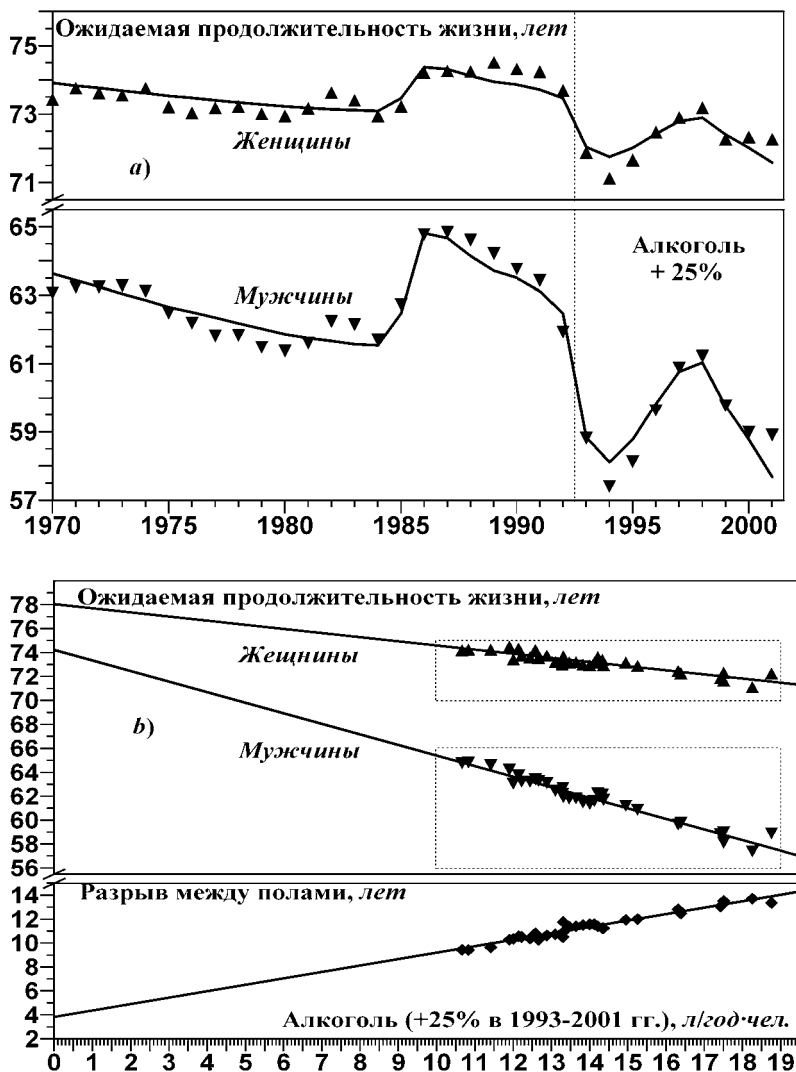 Ожидаемая продолжительность жизни, лет
75
73
71
Женщины
a)
65
63
61
59
57
Мужчины
Алкоголь
+ 25%
1970 1975 1980 1985 1990 1995 2000
Ожидаемая продолжительность жизни, лет
78
76
74
72
70
68
66
64
62
60
58
56
Жещнины
b)
Мужчины
Разрыв между полами, лет
14
12
10
8
6
4
2
Алкоголь (+25% в 1993-2001 гг.), л/год·чел.
0 1 2 3 4 5 6 7 8 9 10 11 12 13 14 15 16 17 18 19